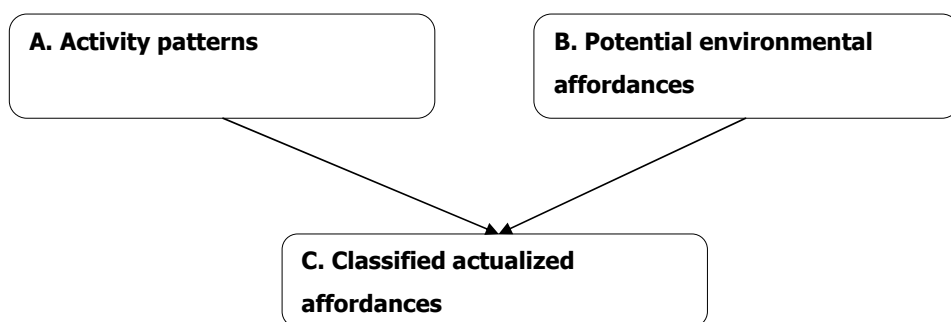 A. Activity patterns
B. Potential environmental
affordances
C. Classified actualized
affordances